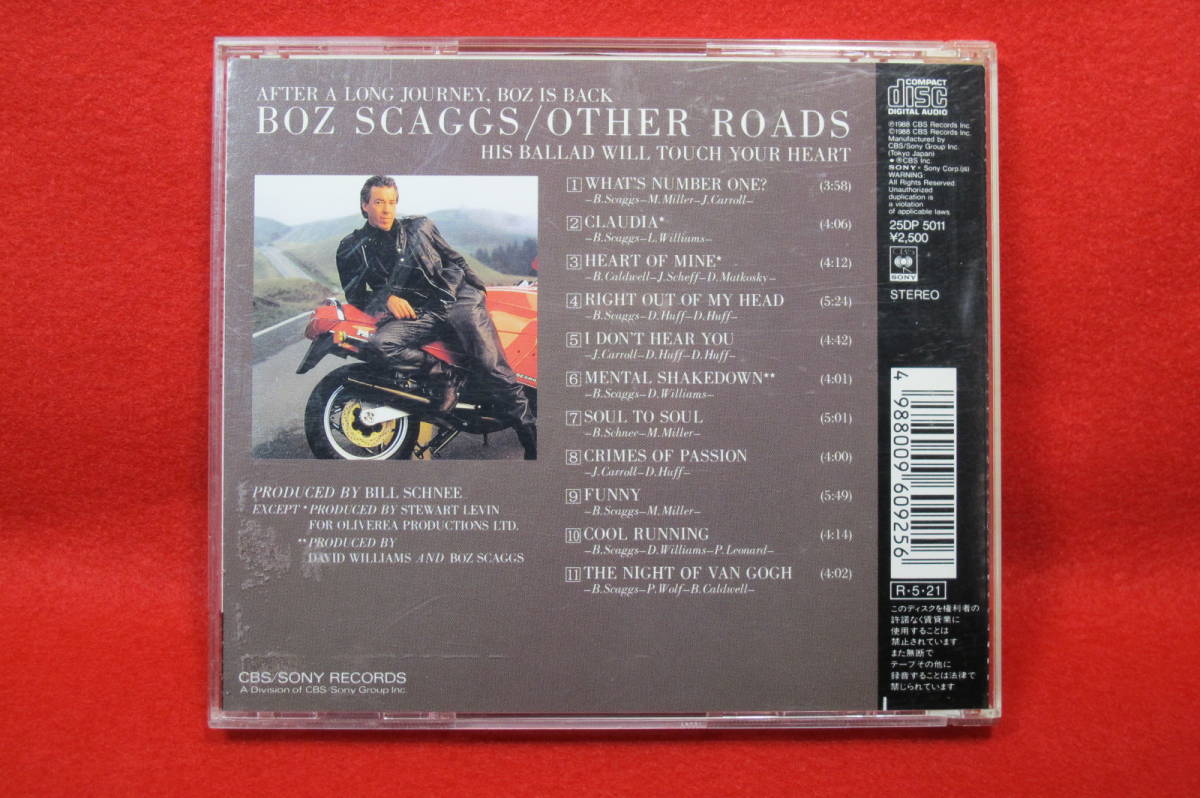 AFTER A LONG JOURNEY, BOZ IS BACK
BOZ SCAGGS/OTHER ROADS
HIS BALLAD WILL TOUCH YOUR HEART
1 WHAT'S NUMBER ONE? (3:58)
–B.Scaggs–M.Miller–J.Carroll–
2 CLAUDIA* (4:06)
–B.Scaggs–L.Williams–
3 HEART OF MINE* (4:12)
–B.Caldwell–J.Scheff–D.Matkosky–
4 RIGHT OUT OF MY HEAD (5:24)
–B.Scaggs–D.Huff–D.Huff–
5 I DON'T HEAR YOU (4:42)
–J.Carroll–D.Huff–D.Huff–
6 MENTAL SHAKEDOWN** (4:01)
–B.Scaggs–D.Williams–
7 SOUL TO SOUL (5:01)
–B.Schnee–M.Miller–
8 CRIMES OF PASSION (4:00)
–J.Carroll–D.Huff–
9 FUNNY (5:49)
–B.Scaggs–M.Miller–
10 COOL RUNNING (4:14)
–B.Scaggs–D.Williams–P.Leonard–
11 THE NIGHT OF VAN GOGH (4:02)
–B.Scaggs–P.Wolf–B.Caldwell–
PRODUCED BY BILL SCHNEE
EXCEPT * PRODUCED BY STEWART LEVIN
FOR OLIVEREA PRODUCTIONS LTD.
** PRODUCED BY
DAVID WILLIAMS AND BOZ SCAGGS
CBS/SONY RECORDS
A Division of CBS/Sony Group Inc.
COMPACT
disc
DIGITAL AUDIO
℗1988 CBS Records Inc.
©1988 CBS Records Inc.
Manufactured by
CBS/Sony Group Inc.
(Tokyo Japan)
● ®CBS Inc.
SONY® Sony Corp.(J6)
WARNING
All Rights Reserved
Unauthorized
duplication is
a violation
of applicable laws
25DP 5011
¥2,500
CBS
SONY
STEREO
4 988009 609256
R・5・21
このディスクを権利者の
許諾なく賃貸業に
使用することは
禁止されています
また無断で
テープその他に
録音することは法律で
禁じられています